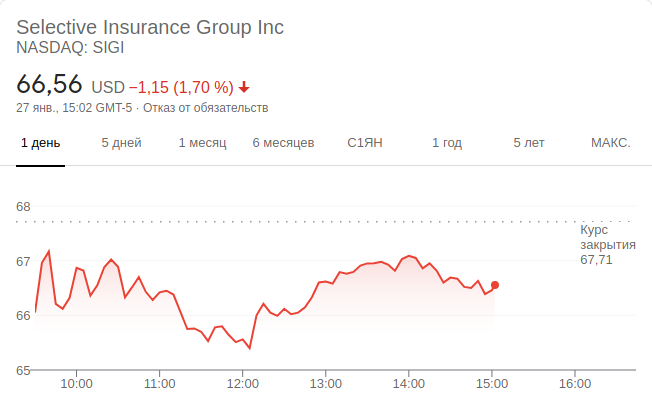 Selective Insurance Group Inc
NASDAQ: SIGI
66,56 USD −1,15 (1,70 %)
27 янв., 15:02 GMT-5 · Отказ от обязательств
1 день 5 дней 1 месяц 6 месяцев С1ЯН 1 год 5 лет МАКС.
68
Курс
закрытия
67,71
67
66
65
10:00 11:00 12:00 13:00 14:00 15:00 16:00